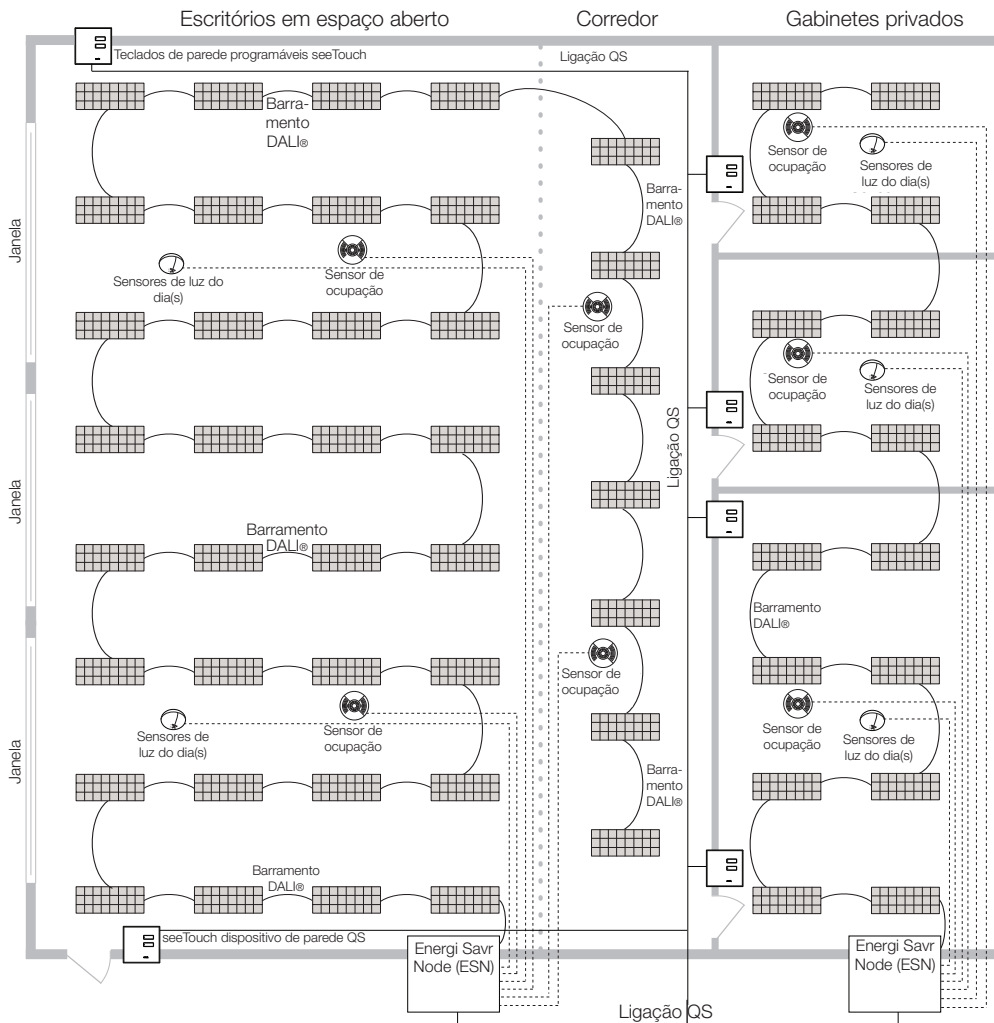 Escritórios em espaço aberto
Corredor
Gabinetes privados
Teclados de parede programáveis seeTouch
Ligação QS
Barra-
mento
DALI®
Sensor de
ocupação
Sensores de
luz do dia(s)
Barra-
mento
DALI®
Janela
Sensores de luz do
dia(s)
Sensor de
ocupação
Sensor de
ocupação
Sensor de
ocupação
Sensores de
luz do dia(s)
Ligação QS
Janela
Barramento
DALI®
Barramento
DALI®
Sensor de
ocupação
Janela
Sensores de
luz do dia(s)
Sensor de
ocupação
Sensor de
ocupação
Sensores de
luz do dia(s)
Barra-
mento
DALI®
Barramento
DALI®
seeTouch dispositivo de parede QS
Energi Savr
Node (ESN)
Energi Savr
Node (ESN)
Ligação QS